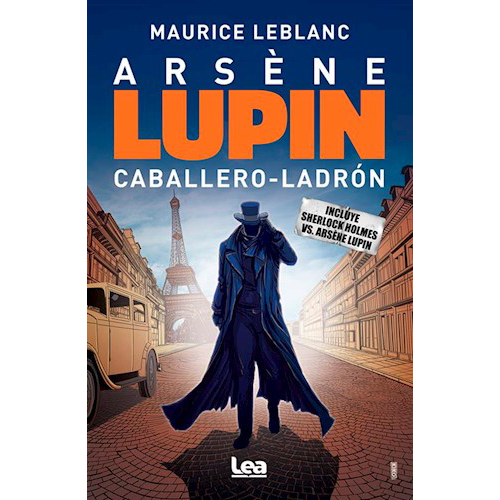 MAURICE LEBLANC
ARSÈNE
LUPIN
CABALLERO-LADRÓN
INCLUYE
SHERLOCK HOLMES
VS. ARSÈNE LUPIN
Lea